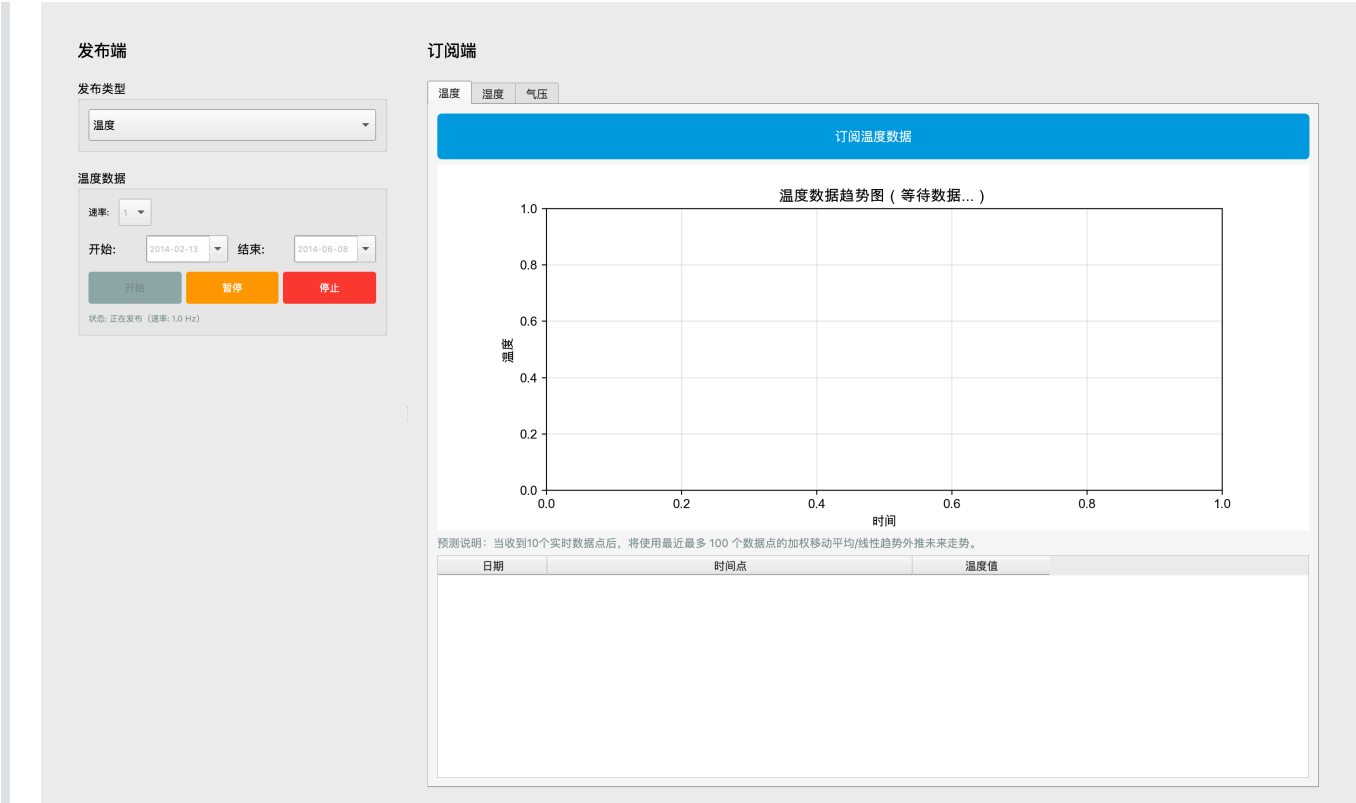 发布端
发布类型
温度
温度数据
速率: 1
开始: 2014-02-13 结束: 2014-06-08
开始 暂停 停止
状态: 正在发布（速率: 1.0 Hz）
订阅端
温度 湿度 气压
订阅温度数据
温度数据趋势图 ( 等待数据... )
1.0
0.8
0.6
0.4
0.2
0.0
温度
0.0 0.2 0.4 0.6 0.8 1.0
时间
预测说明：当收到10个实时数据点后，将使用最近最多 100 个数据点的加权移动平均/线性趋势外推未来走势。
日期 时间点 温度值